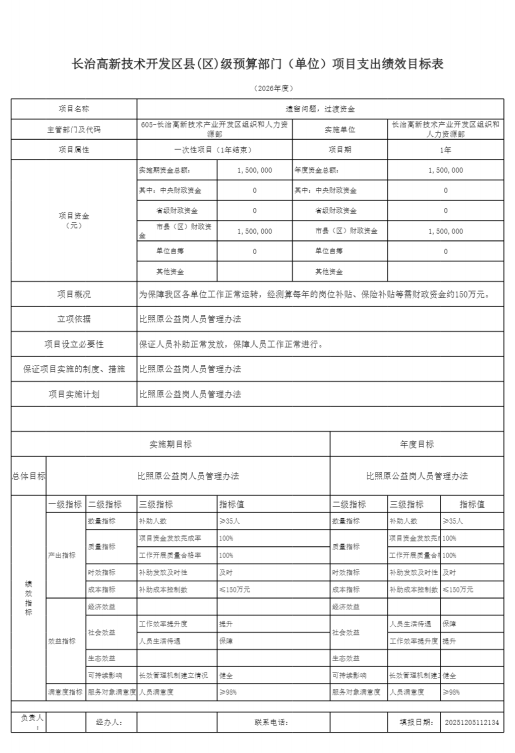 长治高新技术开发区县(区)级预算部门（单位）项目支出绩效目标表
（2026年度）
项目名称 遗留问题，过渡资金
主管部门及代码 605-长治高新技术产业开发区组织和人力资源部 实施单位 长治高新技术产业开发区组织和人力资源部
项目属性 一次性项目（1年结束） 项目期 1年
项目资金（元） 实施期资金总额： 1,500,000 年度资金总额： 1,500,000
其中：中央财政资金 0 其中：中央财政资金 0
省级财政资金 0 省级财政资金 0
市县（区）财政资金 1,500,000 市县（区）财政资金 1,500,000
单位自筹 0 单位自筹 0
其他资金 其他资金
项目概况 为保障我区各单位工作正常运转，经测算每年的岗位补贴、保险补贴等需财政资金约150万元。
立项依据 比照原公益岗人员管理办法
项目设立必要性 保证人员补助正常发放，保障人员工作正常进行。
保证项目实施的制度、措施 比照原公益岗人员管理办法
项目实施计划 比照原公益岗人员管理办法
实施期目标 年度目标
总体目标 比照原公益岗人员管理办法 比照原公益岗人员管理办法
绩效指标 一级指标 二级指标 三级指标 指标值 二级指标 三级指标 指标值
产出指标 数量指标 补助人数 ≥35人 数量指标 补助人数 ≥35人
质量指标 项目资金发放完成率 100% 质量指标 项目资金发放完 100%
工作开展质量合格率 100% 工作开展质量合 100%
时效指标 补助发放及时性 及时 时效指标 补助发放及时性 及时
成本指标 补助成本控制数 ≤150万元 成本指标 补助成本控制数 ≤150万元
效益指标 经济效益 经济效益
社会效益 工作效率提升度 提升 社会效益 人员生活待遇 保障
人员生活待遇 保障 工作效率提升度 提升
生态效益 生态效益
可持续影响 长效管理机制建立情况 健全 可持续影响 长效管理机制建 健全
满意度指标 服务对象满意度 人员满意度 ≥98% 服务对象满意度 人员满意度 ≥98%
负责人： 经办人： 联系电话： 填报日期： 20251203112134